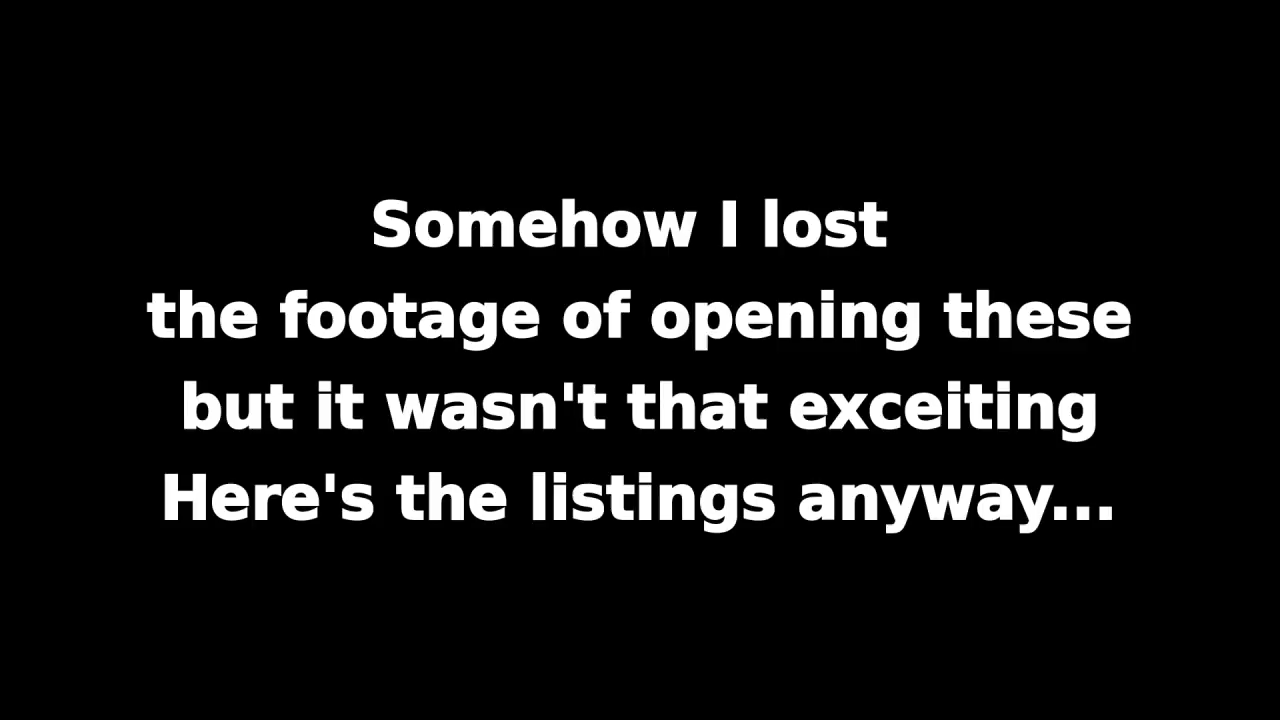 Somehow I lost
the footage of opening these
but it wasn't that exceiting
Here's the listings anyway...